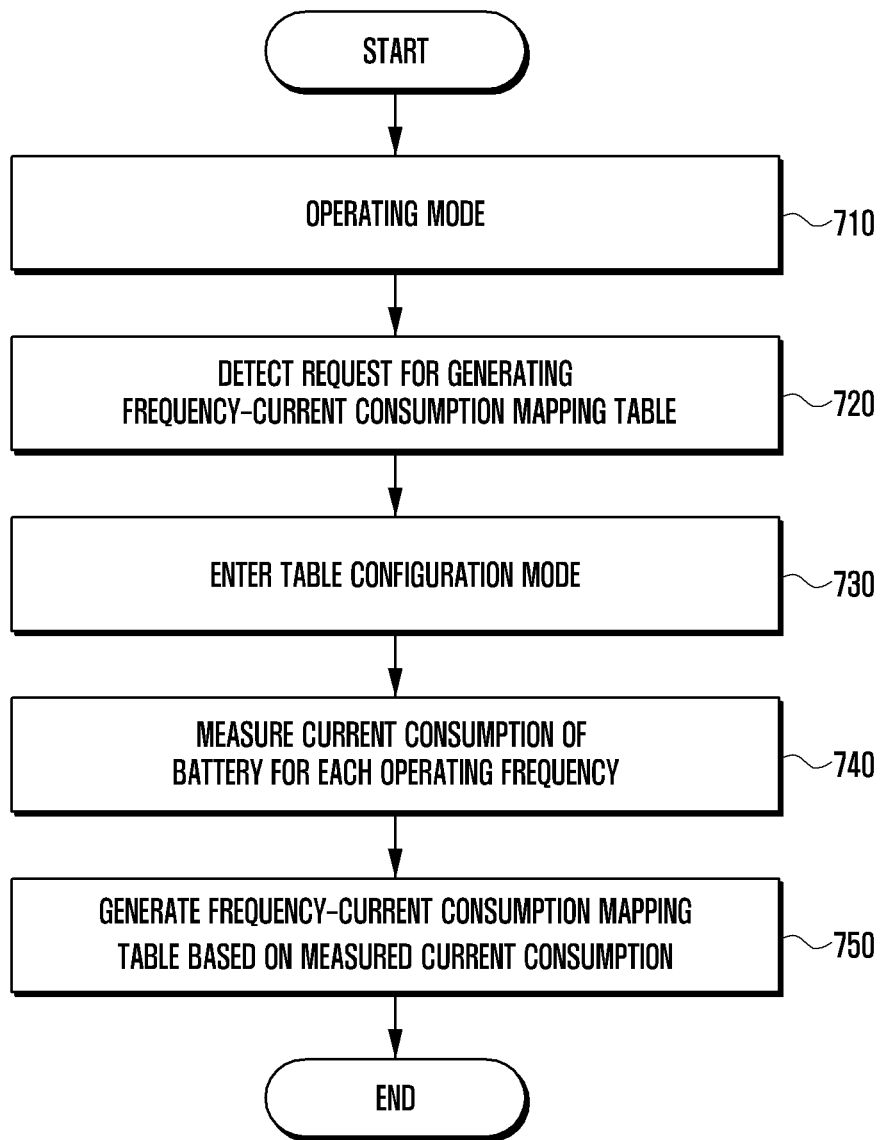 START
OPERATING MODE
710
DETECT REQUEST FOR GENERATING
FREQUENCY-CURRENT CONSUMPTION MAPPING TABLE
720
ENTER TABLE CONFIGURATION MODE
730
MEASURE CURRENT CONSUMPTION OF
BATTERY FOR EACH OPERATING FREQUENCY
740
GENERATE FREQUENCY-CURRENT CONSUMPTION MAPPING
TABLE BASED ON MEASURED CURRENT CONSUMPTION
750
END